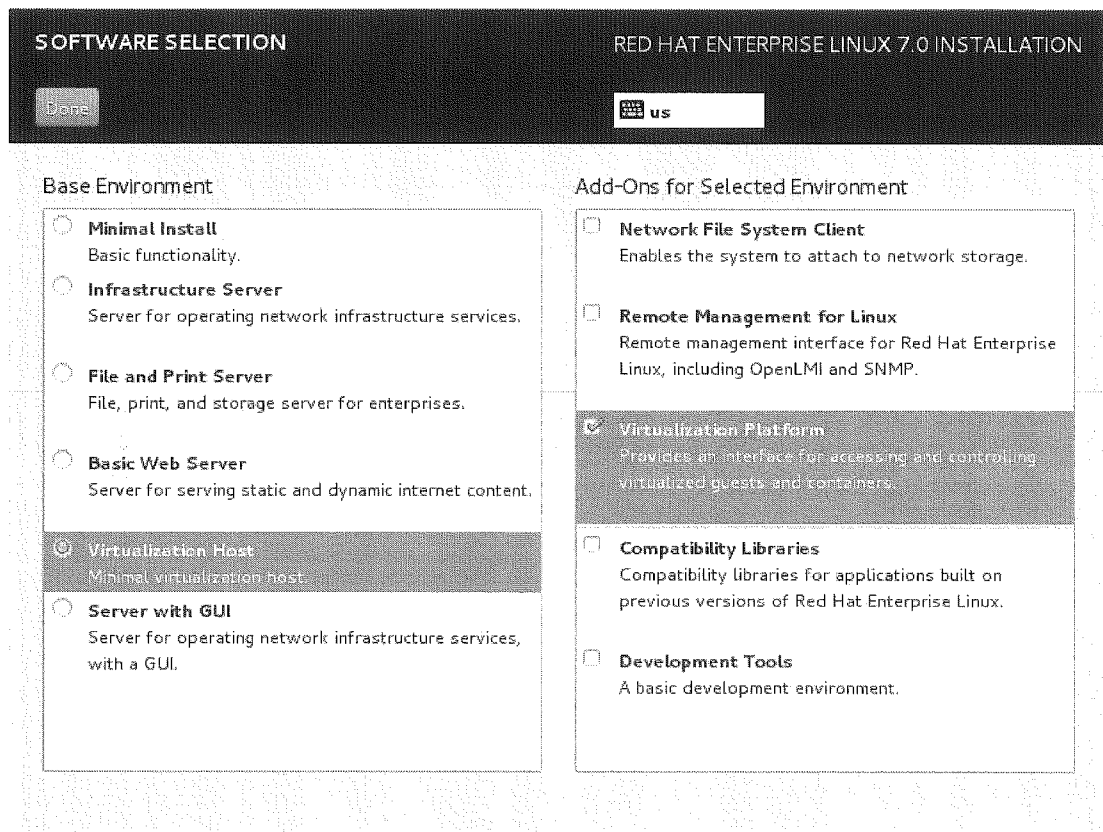 SOFTWARE SELECTION
RED HAT ENTERPRISE LINUX 7.0 INSTALLATION
Done
us
Base Environment
Minimal Install
Basic functionality.
Infrastructure Server
Server for operating network infrastructure services.
File and Print Server
File, print, and storage server for enterprises.
Basic Web Server
Server for serving static and dynamic internet content.
Virtualization Host
Minimal virtualization host.
Server with GUI
Server for operating network infrastructure services,
with a GUI.
Add-Ons for Selected Environment
Network File System Client
Enables the system to attach to network storage.
Remote Management for Linux
Remote management interface for Red Hat Enterprise
Linux, including OpenLMI and SNMP.
Virtualization Platform
Provides an interface for accessing and controlling
virtualized guests and containers.
Compatibility Libraries
Compatibility libraries for applications built on
previous versions of Red Hat Enterprise Linux.
Development Tools
A basic development environment.